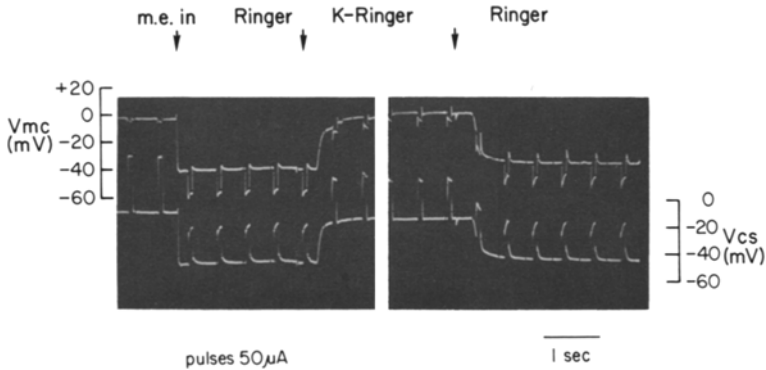 m.e. in Ringer K-Ringer Ringer
+20
0
Vmc
(mV)
-20
-40
-60
0
-20
Vcs
(mV)
-40
-60
pulses 50μA
1 sec